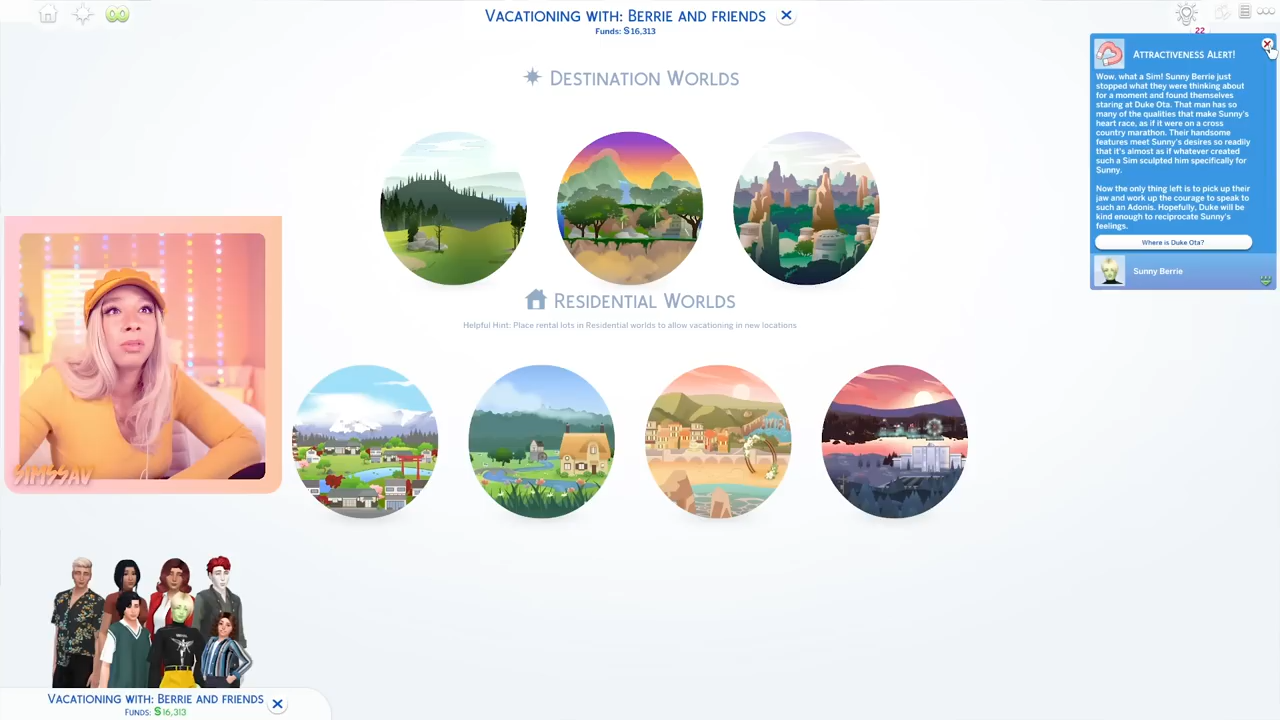 VACATIONING WITH: BERRIE AND FRIENDS
Funds: §16,313
22
DESTINATION WORLDS
ATTRACTIVENESS ALERT!
Wow, what a Sim! Sunny Berrie just
stopped what they were thinking about
for a moment and found themselves
staring at Duke Ota. That man has so
many of the qualities that make Sunny's
heart race, as if it were on a cross
country marathon. Their handsome
features meet Sunny's desires so readily
that it's almost as if whatever created
such a Sim sculpted him specifically for
Sunny.
Now the only thing left is to pick up their
jaw and work up the courage to speak to
such an Adonis. Hopefully, Duke will be
kind enough to reciprocate Sunny's
feelings.
Where is Duke Ota?
Sunny Berrie
RESIDENTIAL WORLDS
Helpful Hint: Place rental lots in Residential worlds to allow vacationing in new locations
SIMSSAV
VACATIONING WITH: BERRIE AND FRIENDS
FUNDS: §16,313